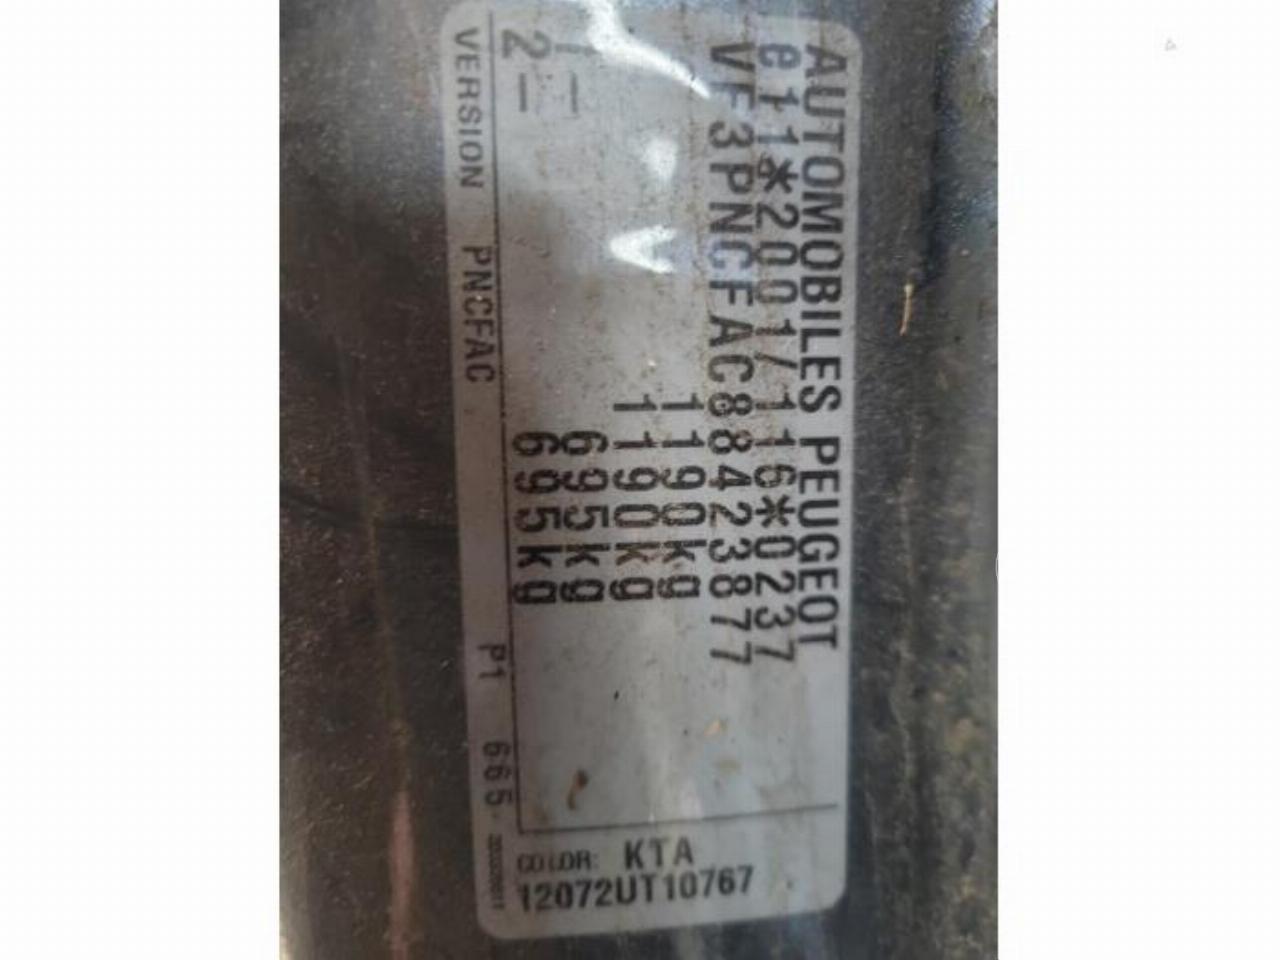 AUTOMOBILES PEUGEOT
e11*2001/116*0237
VF3PNCFAC88423877
1190kg
1190kg
1- 695kg
2- 695kg
VERSION PNCFAC P1 665
COLOR: KTA
12072UT10767